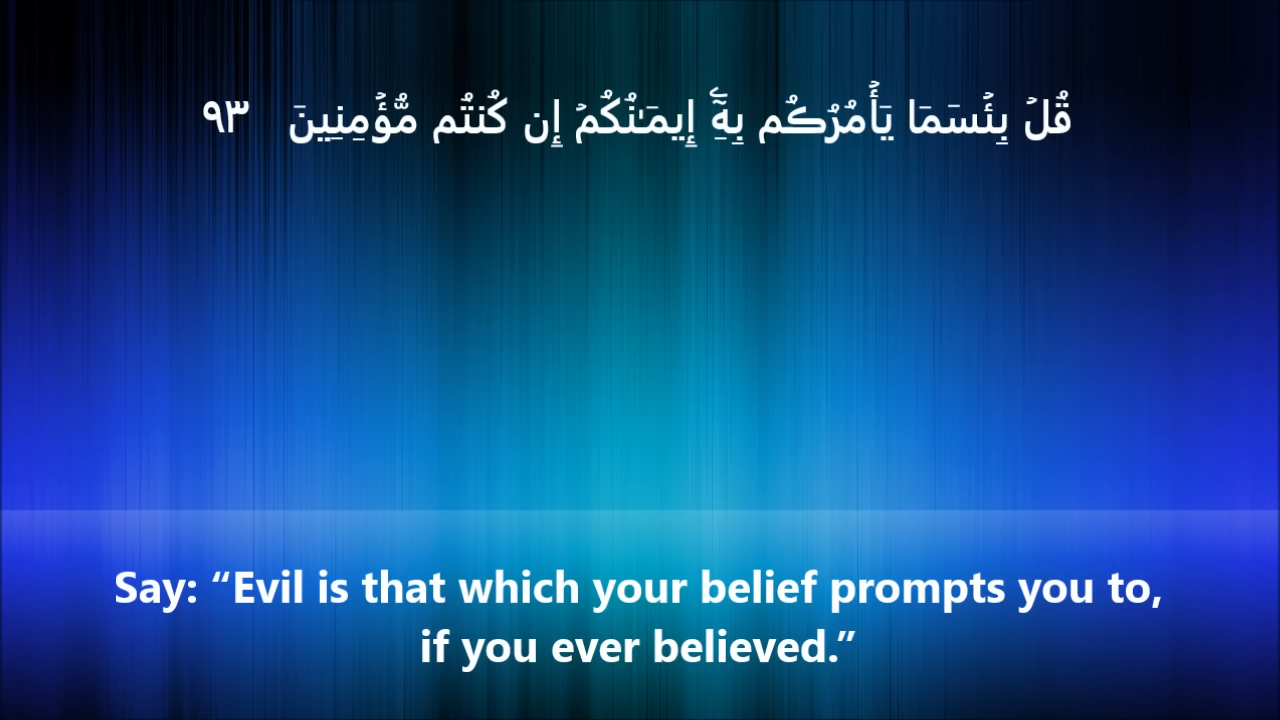 قُلۡ بِئۡسَمَا يَأۡمُرُكُم بِهِۦٓ إِيمَـٰنُكُمۡ إِن كُنتُم مُّؤۡمِنِينَ ٩٣
Say: “Evil is that which your belief prompts you to,
if you ever believed.”